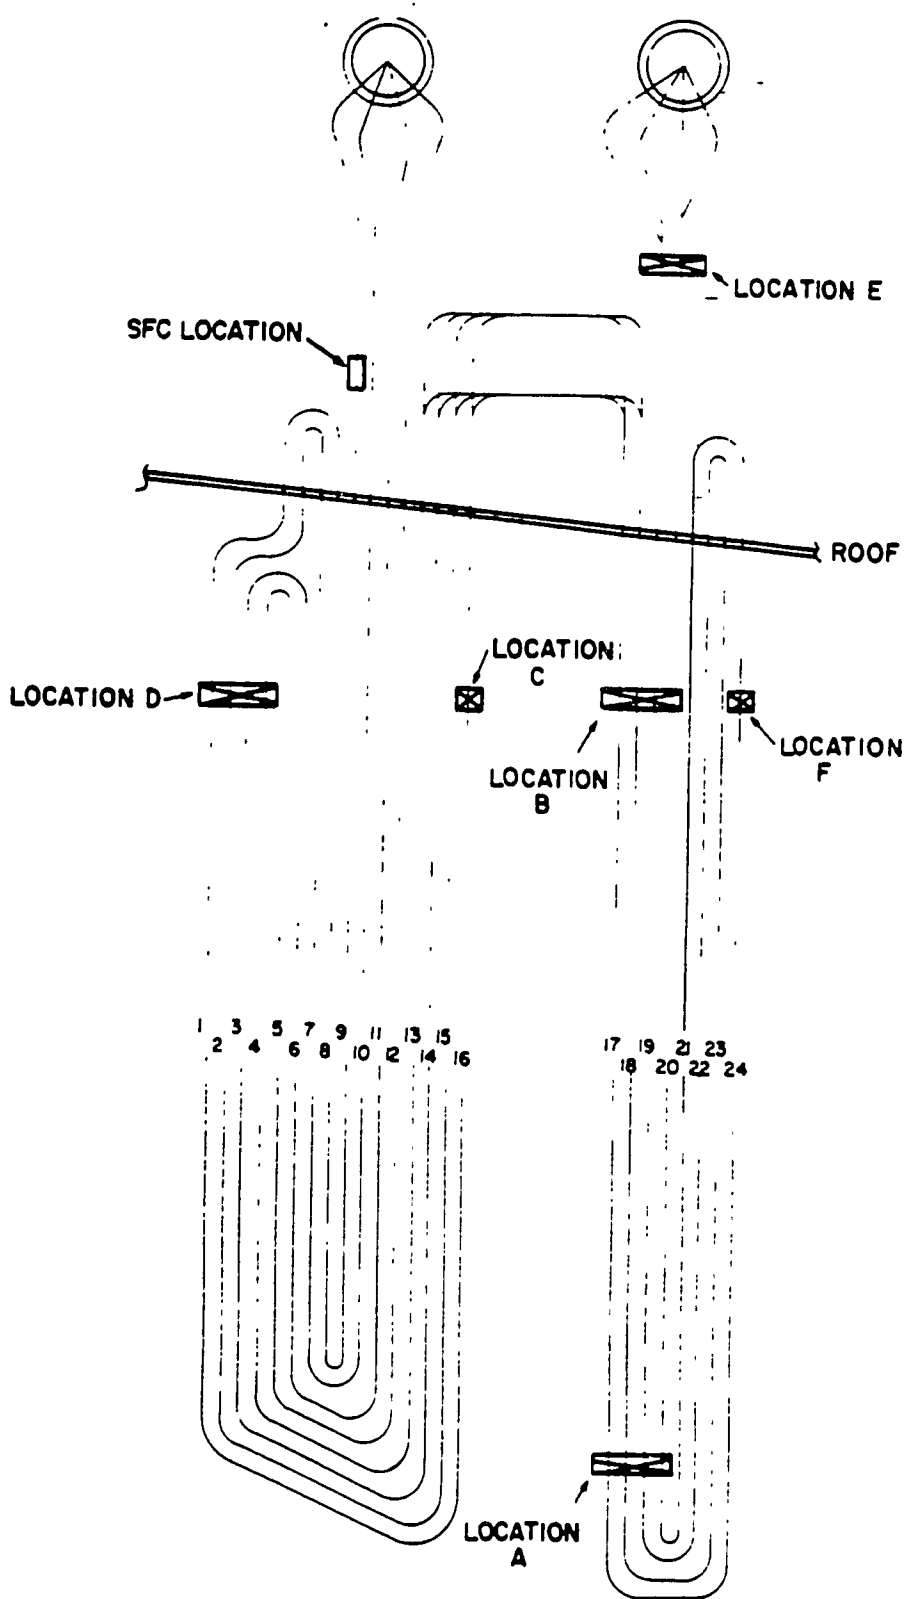 LOCATION E
SFC LOCATION
ROOF
LOCATION
C
LOCATION D
LOCATION
F
LOCATION
B
1 3 5 7 9 11 13 15
2 4 6 8 10 12 14 16
17 19 21 23
18 20 22 24
LOCATION
A